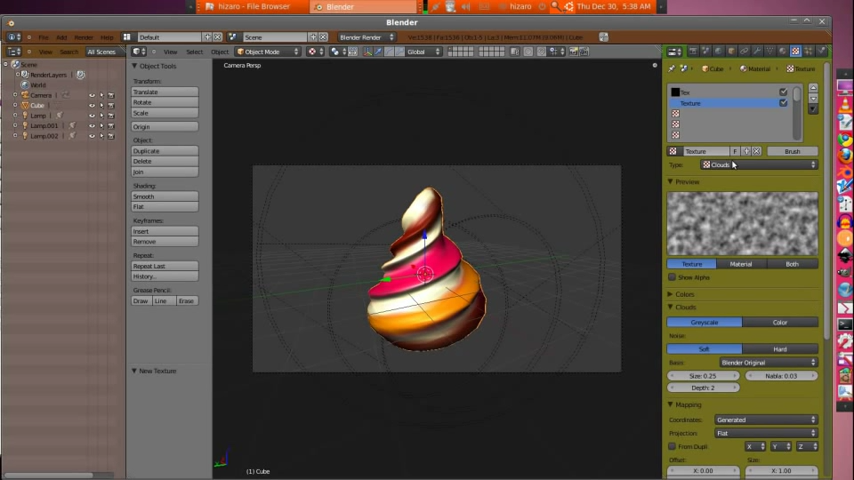 hizaro - File Browser
Blender
hizaro
Thu Dec 30, 5:38 AM
Blender
File Add Render Help
Default
Scene
Blender Render
View Search All Scenes
View Select Object
Object Mode
Global
Scene
RenderLayers
World
Camera
Cube
Lamp
Lamp.001
Lamp.002
Object Tools
Transform:
Translate
Rotate
Scale
Origin
Object:
Duplicate
Delete
Join
Shading:
Smooth
Flat
Keyframes:
Insert
Remove
Repeat:
Repeat Last
History...
Grease Pencil:
Draw Line Erase
New Texture
Camera Persp
(1) Cube
Cube Material Texture
Tex
Texture
Texture F Brush
Type: Clouds
Preview
Texture Material Both
Show Alpha
Colors
Clouds
Greyscale Color
Noise:
Soft Hard
Basis: Blender Original
Size: 0.25 Nabla: 0.03
Depth: 2
Mapping
Coordinates: Generated
Projection: Flat
From Dupli X Y Z
Offset: Size:
X: 0.00 X: 1.00